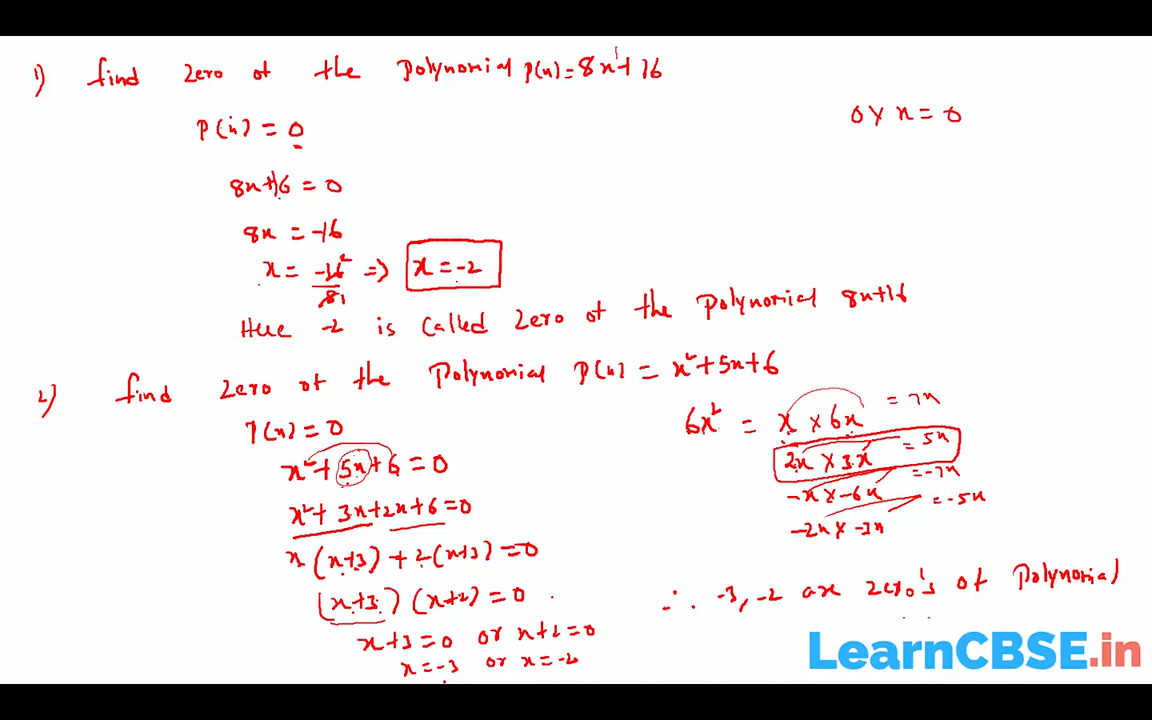 1) find zero of the polynomial P(x) = 8x¹ + 16
P(x) = 0
0 × x = 0
8x+16 = 0
8x = -16
x = -16² / 8₁ => x = -2
Here -2 is called zero of the polynomial 8x+16
2) find zero of the polynomial P(x) = x² + 5x + 6
P(x) = 0
x² + 5x + 6 = 0
x² + 3x + 2x + 6 = 0
x (x+3) + 2 (x+3) = 0
(x+3) (x+2) = 0
x+3 = 0 or x+2 = 0
x = -3 or x = -2
6x² = x × 6x = 7x
2x × 3x = 5x
-x × -6x = -7x
-2x × -3x = -5x
∴ -3, -2 are zero's of polynomial
LearnCBSE.in